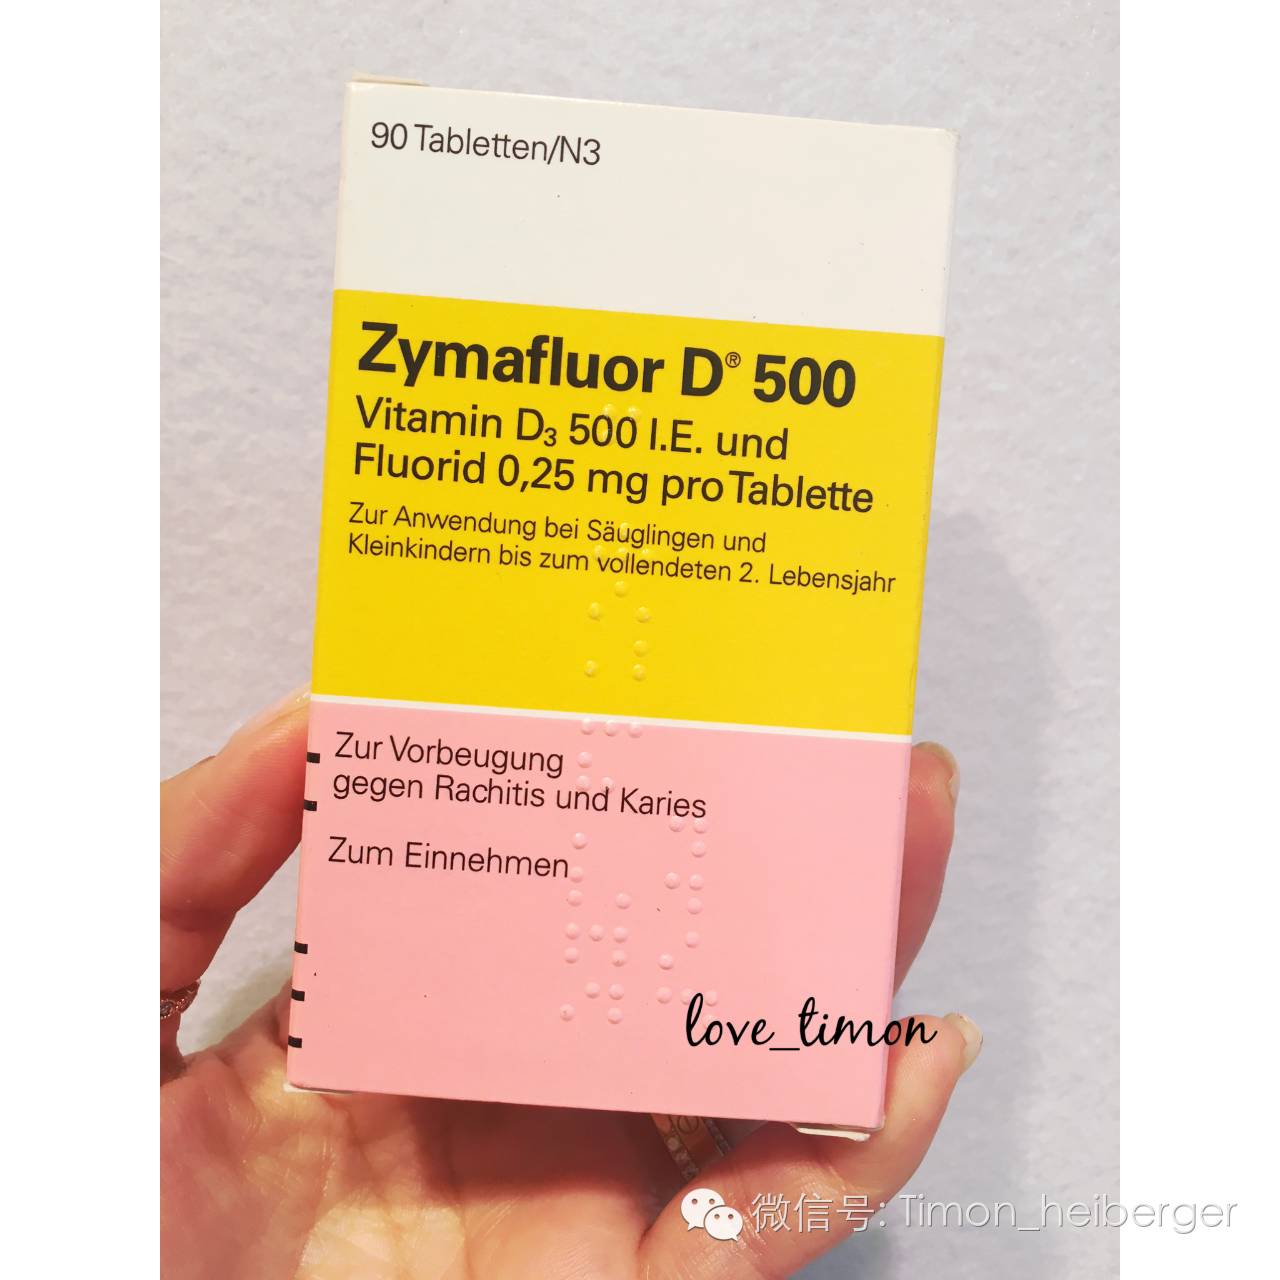 90 Tabletten/N3
Zymafluor D® 500
Vitamin D₃ 500 I.E. und
Fluorid 0,25 mg pro Tablette
Zur Anwendung bei Säuglingen und
Kleinkindern bis zum vollendeten 2. Lebensjahr
Zur Vorbeugung
gegen Rachitis und Karies
Zum Einnehmen
love_timon
微信号: Timon_heiberger